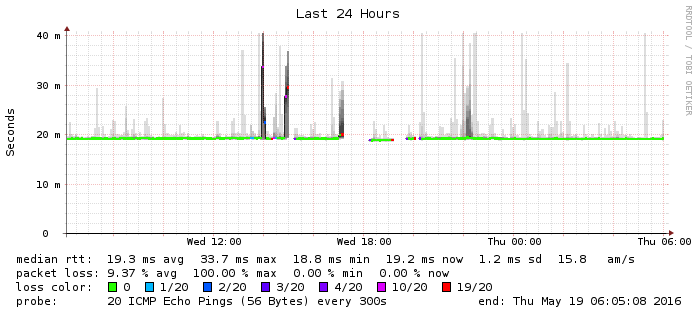 Last 24 Hours
RRDTOOL / TOBI OETIKER
Seconds
40 m
30 m
20 m
10 m
0
Wed 12:00 Wed 18:00 Thu 00:00 Thu 06:00
median rtt: 19.3 ms avg 33.7 ms max 18.8 ms min 19.2 ms now 1.2 ms sd 15.8 am/s
packet loss: 9.37 % avg 100.00 % max 0.00 % min 0.00 % now
loss color: 0 1/20 2/20 3/20 4/20 10/20 19/20
probe: 20 ICMP Echo Pings (56 Bytes) every 300s end: Thu May 19 06:05:08 2016